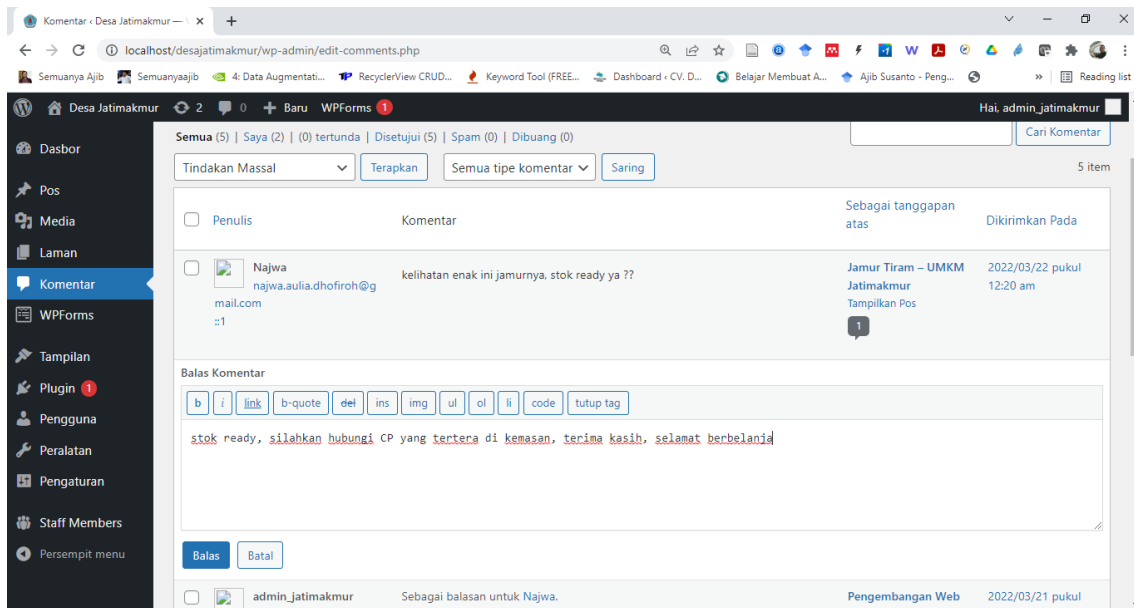 Komentar ‹ Desa Jatimakmur — \
localhost/desajatimakmur/wp-admin/edit-comments.php
Semuanya Ajib Semuanyaajib 4: Data Augmentati... RecyclerView CRUD... Keyword Tool (FREE... Dashboard ‹ CV. D... Belajar Membuat A... Ajib Susanto - Peng... » Reading list
Desa Jatimakmur 2 0 + Baru WPForms 1 Hai, admin_jatimakmur
Dasbor
Pos
Media
Laman
Komentar
WPForms
Tampilan
Plugin 1
Pengguna
Peralatan
Pengaturan
Staff Members
Persempit menu
Semua (5) | Saya (2) | (0) tertunda | Disetujui (5) | Spam (0) | Dibuang (0)
Cari Komentar
Tindakan Massal Terapkan Semua tipe komentar Saring 5 item
Penulis Komentar Sebagai tanggapan
atas Dikirimkan Pada
Najwa
najwa.aulia.dhofiroh@g
mail.com
::1
kelihatan enak ini jamurnya, stok ready ya ??
Jamur Tiram – UMKM
Jatimakmur
Tampilkan Pos
1
2022/03/22 pukul
12:20 am
Balas Komentar
b i link b-quote del ins img ul ol li code tutup tag
stok ready, silahkan hubungi CP yang tertera di kemasan, terima kasih, selamat berbelanja
Balas Batal
admin_jatimakmur Sebagai balasan untuk Najwa. Pengembangan Web 2022/03/21 pukul